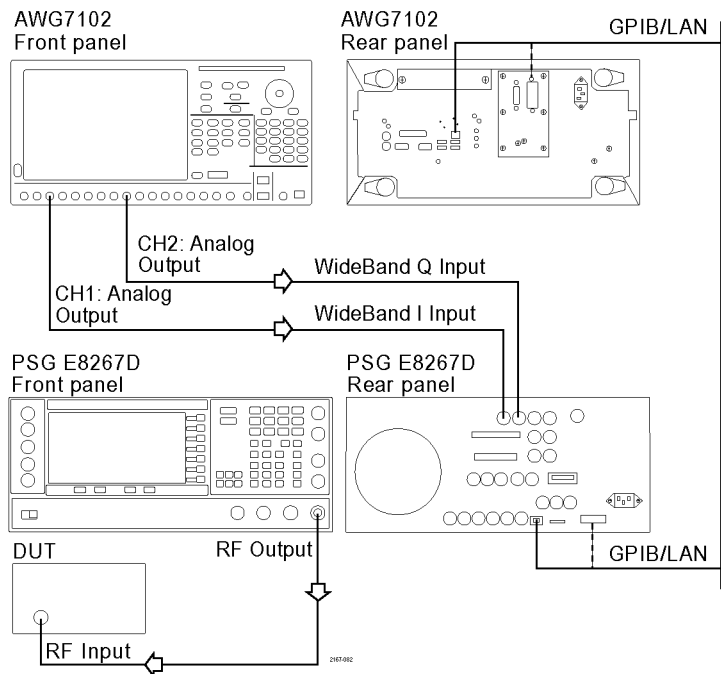 AWG7102
Front panel
AWG7102
Rear panel
GPIB/LAN
CH2: Analog
Output
WideBand Q Input
CH1: Analog
Output
WideBand I Input
PSG E8267D
Front panel
PSG E8267D
Rear panel
DUT
RF Output
GPIB/LAN
RF Input
2167-082